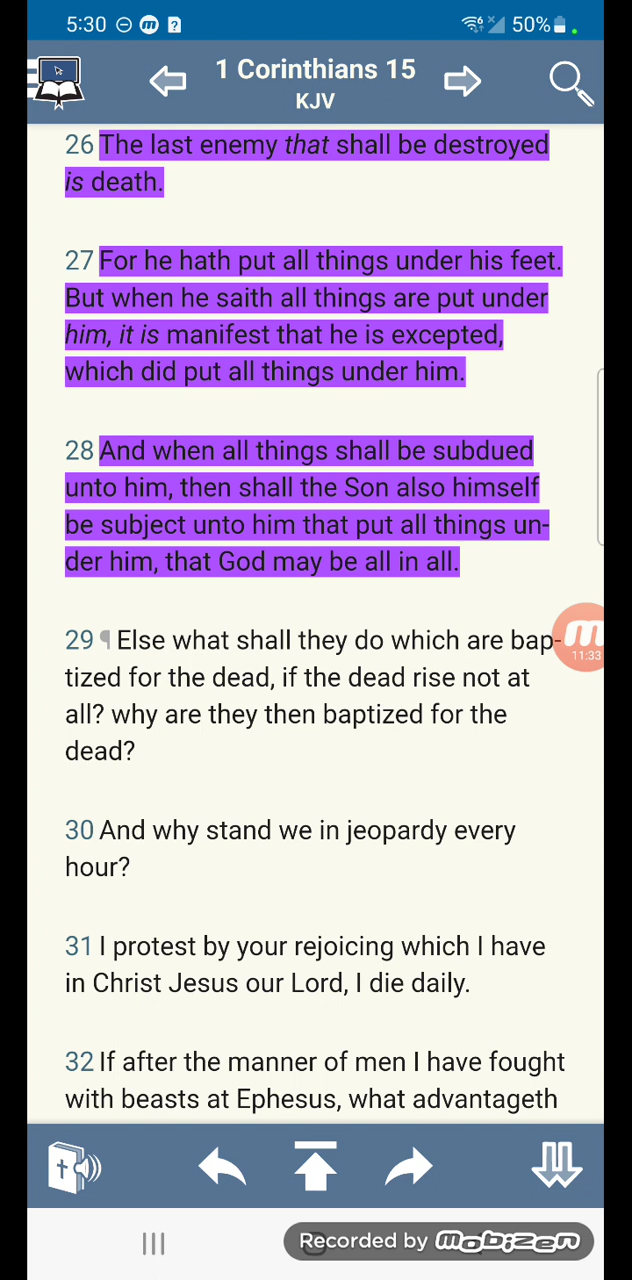 5:30
50%
1 Corinthians 15
KJV
26 The last enemy that shall be destroyed
is death.
27 For he hath put all things under his feet.
But when he saith all things are put under
him, it is manifest that he is excepted,
which did put all things under him.
28 And when all things shall be subdued
unto him, then shall the Son also himself
be subject unto him that put all things un-
der him, that God may be all in all.
29 ¶ Else what shall they do which are bap-
tized for the dead, if the dead rise not at
all? why are they then baptized for the
dead?
11:33
30 And why stand we in jeopardy every
hour?
31 I protest by your rejoicing which I have
in Christ Jesus our Lord, I die daily.
32 If after the manner of men I have fought
with beasts at Ephesus, what advantageth
Recorded by mobizen